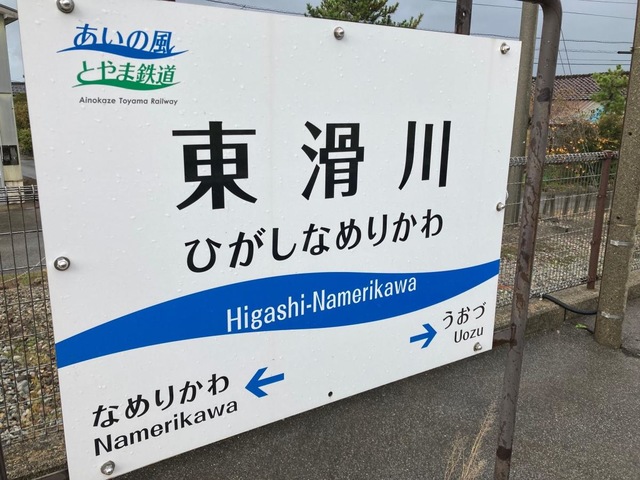 あいの風
とやま鉄道
Ainokaze Toyama Railway
東滑川
ひがしなめりかわ
Higashi-Namerikawa
うおづ
Uozu
なめりかわ
Namerikawa